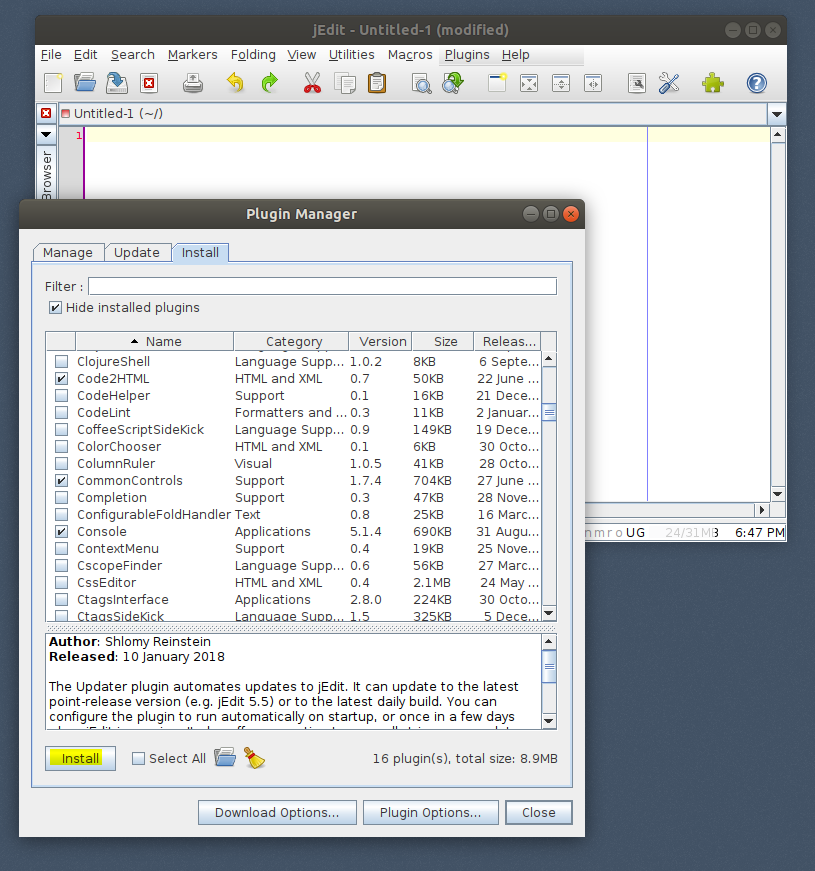 jEdit - Untitled-1 (modified)
File Edit Search Markers Folding View Utilities Macros Plugins Help
Untitled-1 (~/)
1
Browser
Plugin Manager
Manage Update Install
Filter :
Hide installed plugins
Name Category Version Size Releas...
ClojureShell Language Supp... 1.0.2 8KB 6 Septe...
Code2HTML HTML and XML 0.7 50KB 22 June ...
CodeHelper Support 0.1 16KB 21 Dece...
CodeLint Formatters and ... 0.3 11KB 2 Januar...
CoffeeScriptSideKick Language Supp... 0.9 149KB 19 Dece...
ColorChooser HTML and XML 0.1 6KB 30 Octo...
ColumnRuler Visual 1.0.5 41KB 28 Octo...
CommonControls Support 1.7.4 704KB 27 June ...
Completion Support 0.3 47KB 28 Nove...
ConfigurableFoldHandler Text 0.8 25KB 16 Marc...
Console Applications 5.1.4 690KB 31 Augu...
nmroUG 24/31MB 6:47 PM
ContextMenu Support 0.4 19KB 25 Nove...
CscopeFinder Language Supp... 0.6 56KB 27 Marc...
CssEditor HTML and XML 0.4 2.1MB 24 May ...
CtagsInterface Applications 2.8.0 224KB 30 Octo...
CtagsSideKick Language Supp... 1.5 325KB 5 Dece...
Author: Shlomy Reinstein
Released: 10 January 2018
The Updater plugin automates updates to jEdit. It can update to the latest
point-release version (e.g. jEdit 5.5) or to the latest daily build. You can
configure the plugin to run automatically on startup, or once in a few days
Install Select All 16 plugin(s), total size: 8.9MB
Download Options... Plugin Options... Close